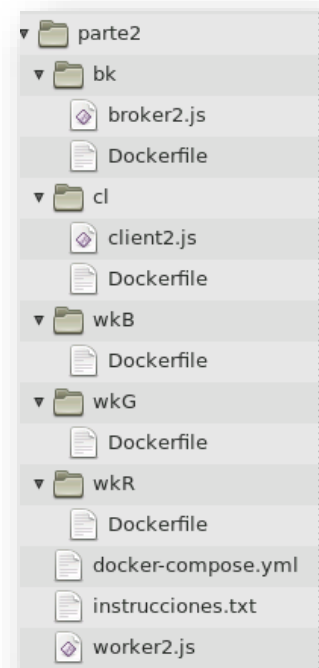 parte2
bk
broker2.js
Dockerfile
cl
client2.js
Dockerfile
wkB
Dockerfile
wkG
Dockerfile
wkR
Dockerfile
docker-compose.yml
instrucciones.txt
worker2.js